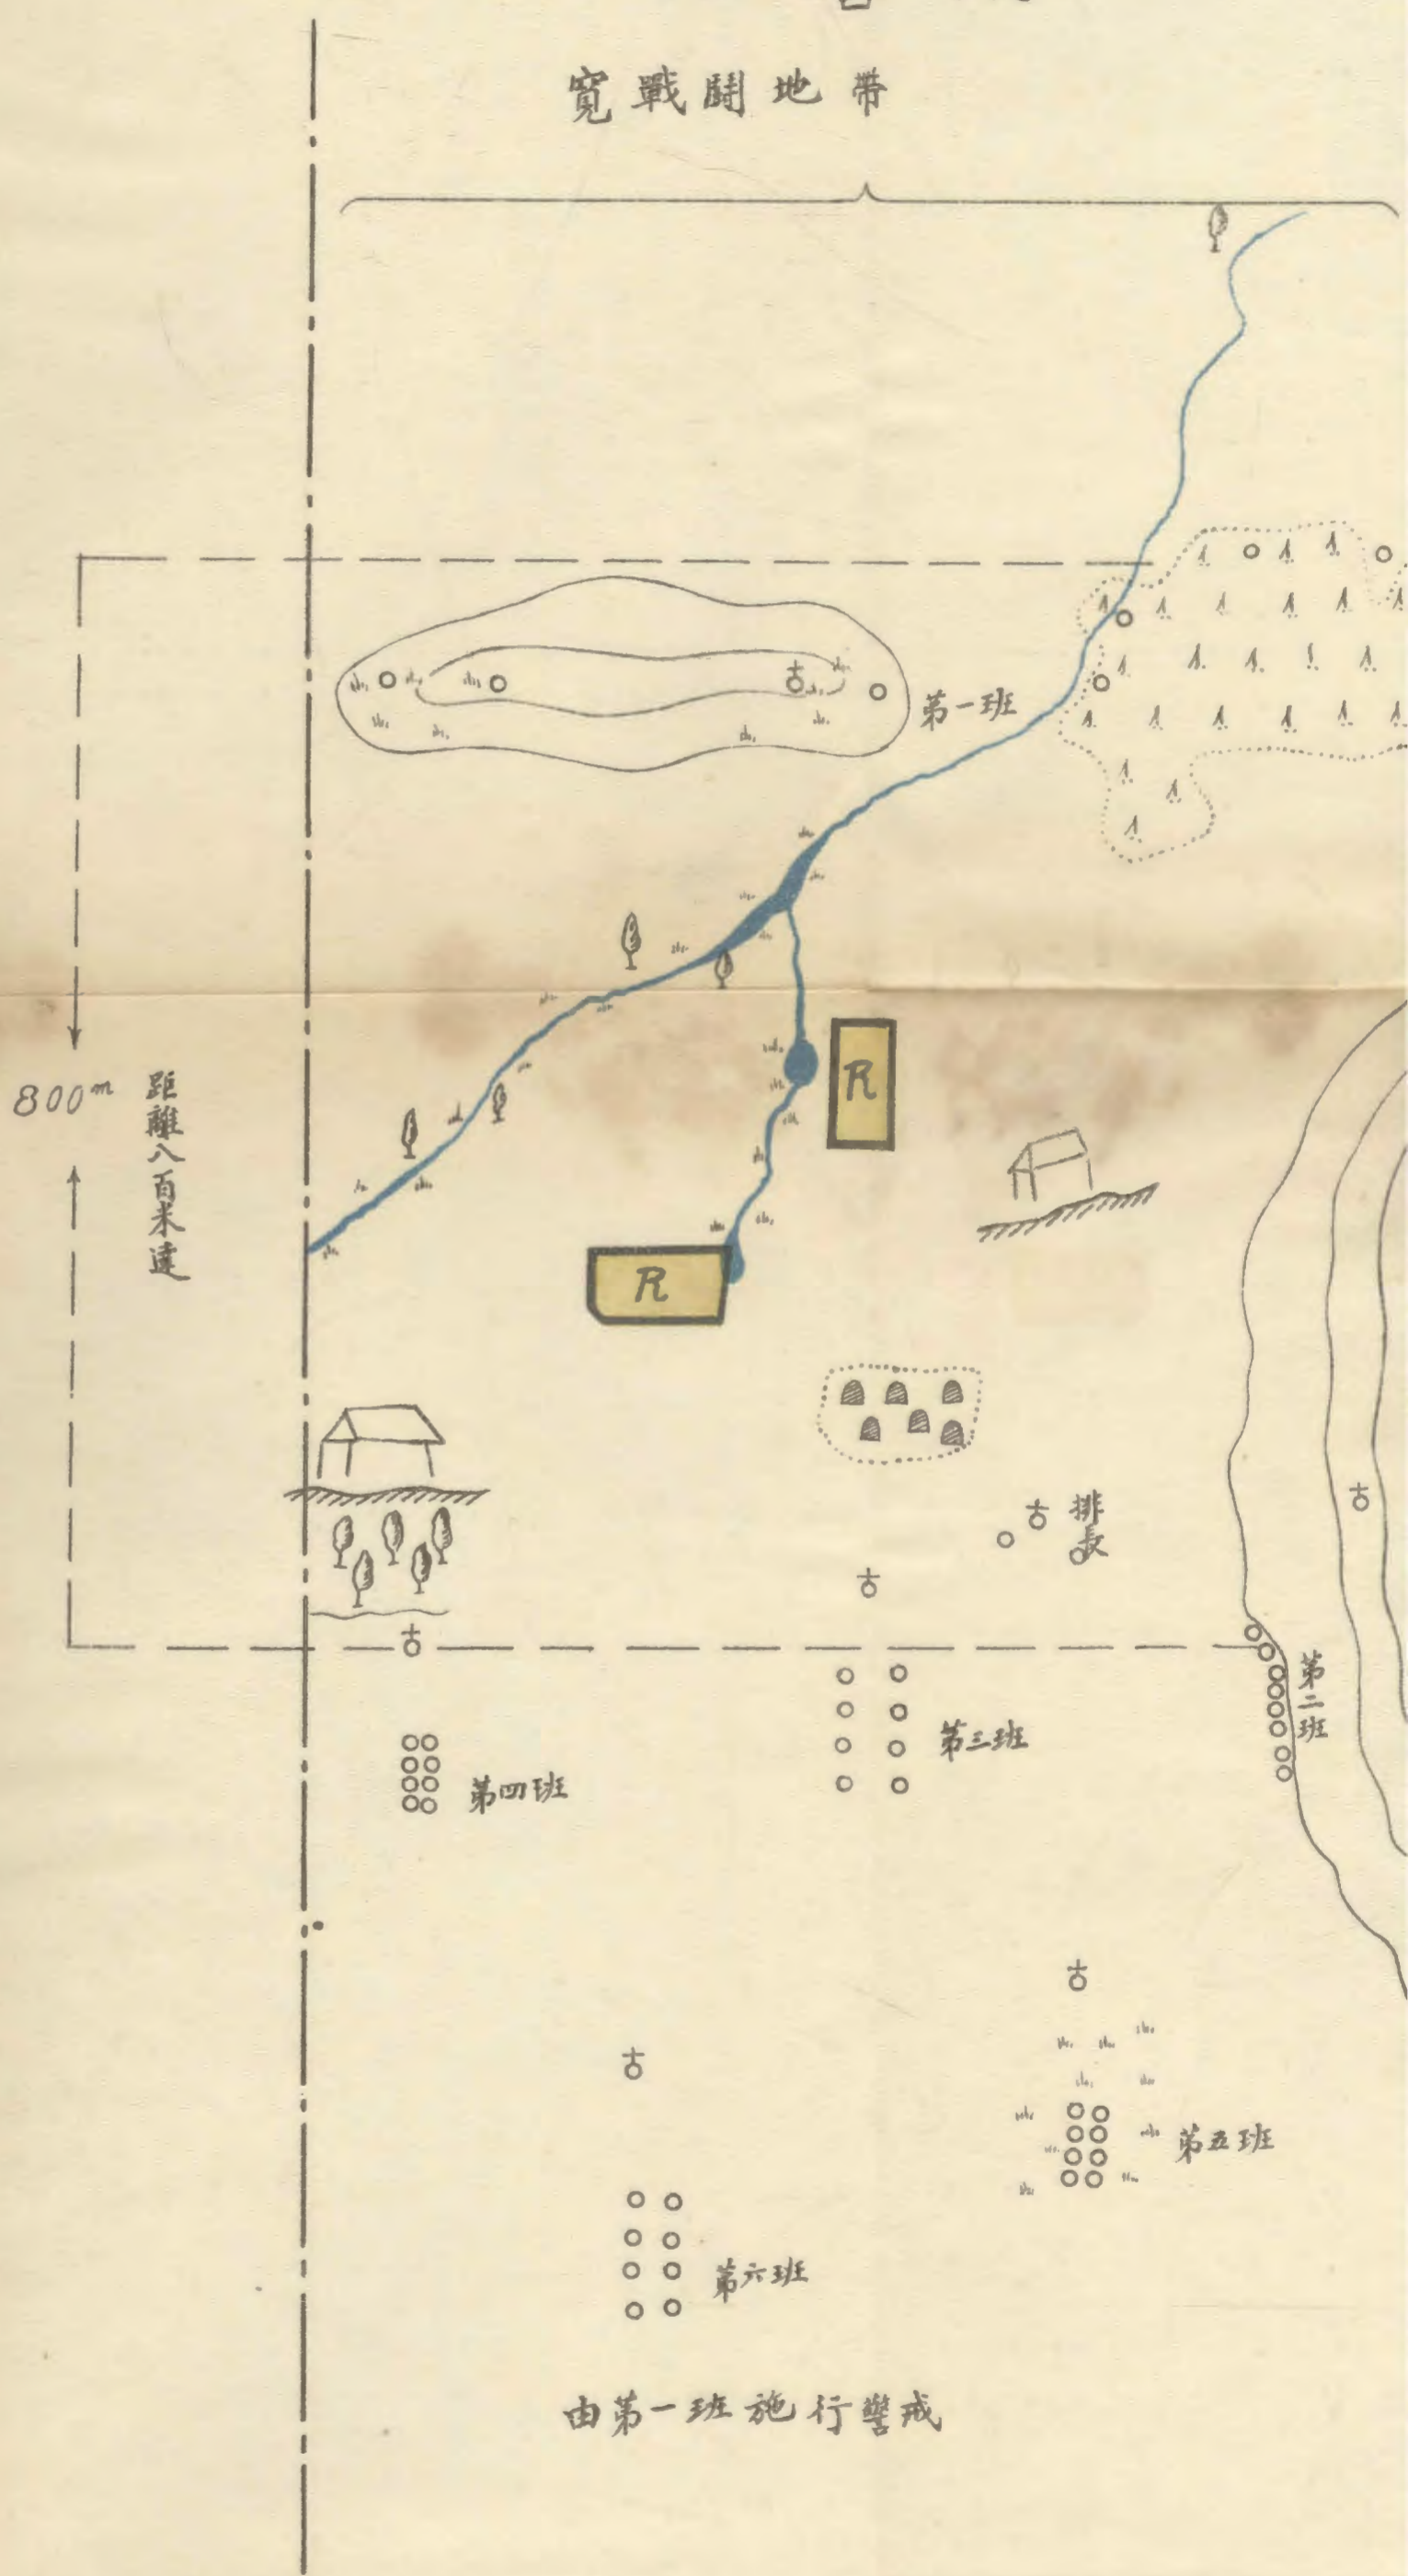 寬戰鬪地帶
第一班
R
800m
距離八百米達
R
排長
第二班
第三班
第四班
第五班
第六班
由第一班施行警戒